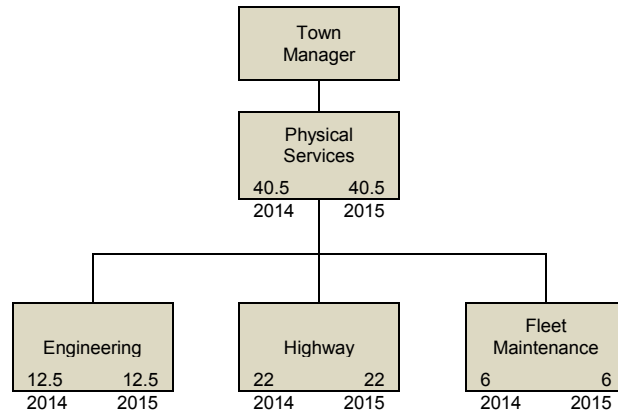 Town
Manager
Physical
Services
40.5 40.5
2014 2015
Engineering
12.5 12.5
2014 2015
Highway
22 22
2014 2015
Fleet
Maintenance
6 6
2014 2015